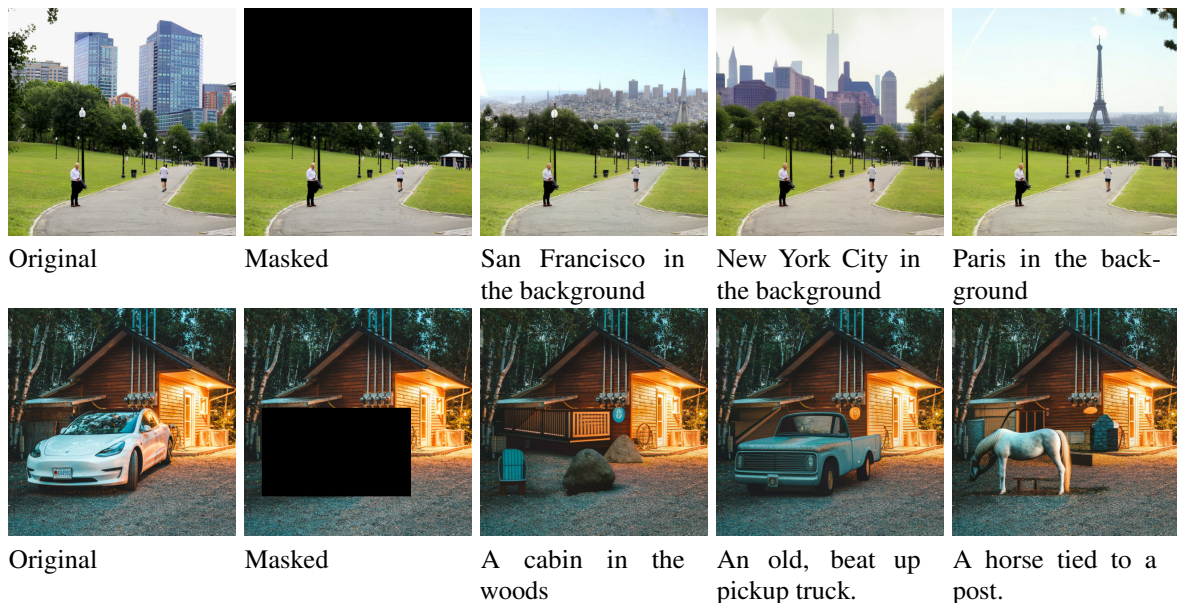 Original
Masked
San Francisco in
the background
New York City in
the background
Paris in the back-
ground
Original
Masked
A cabin in the
woods
An old, beat up
pickup truck.
A horse tied to a
post.